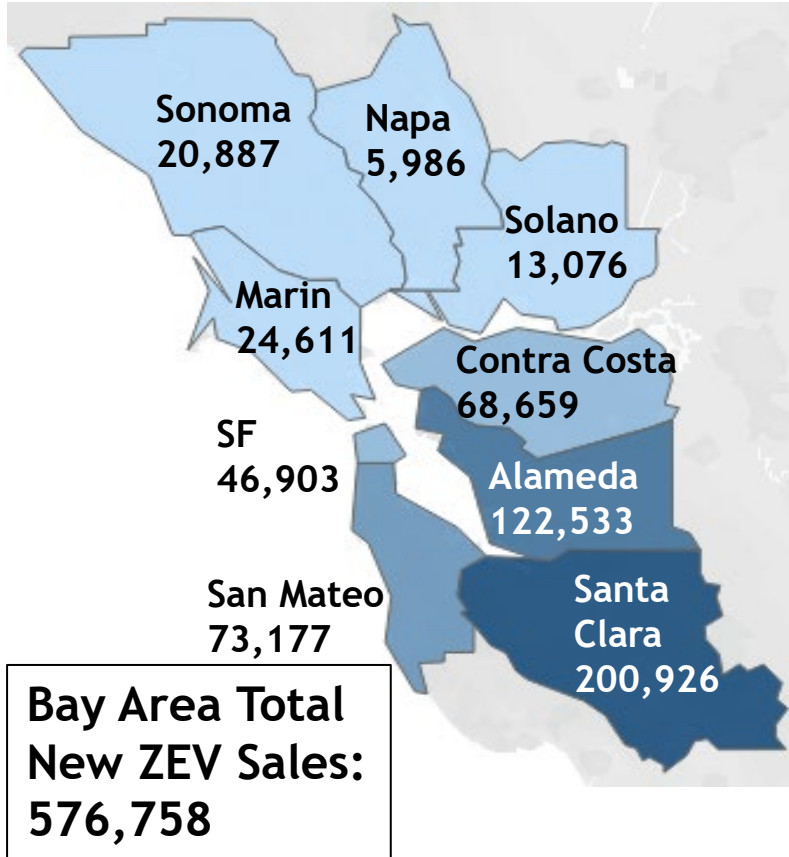 Sonoma
20,887
Napa
5,986
Solano
13,076
Marin
24,611
Contra Costa
68,659
SF
46,903
Alameda
122,533
San Mateo
73,177
Santa
Clara
200,926
Bay Area Total
New ZEV Sales:
576,758